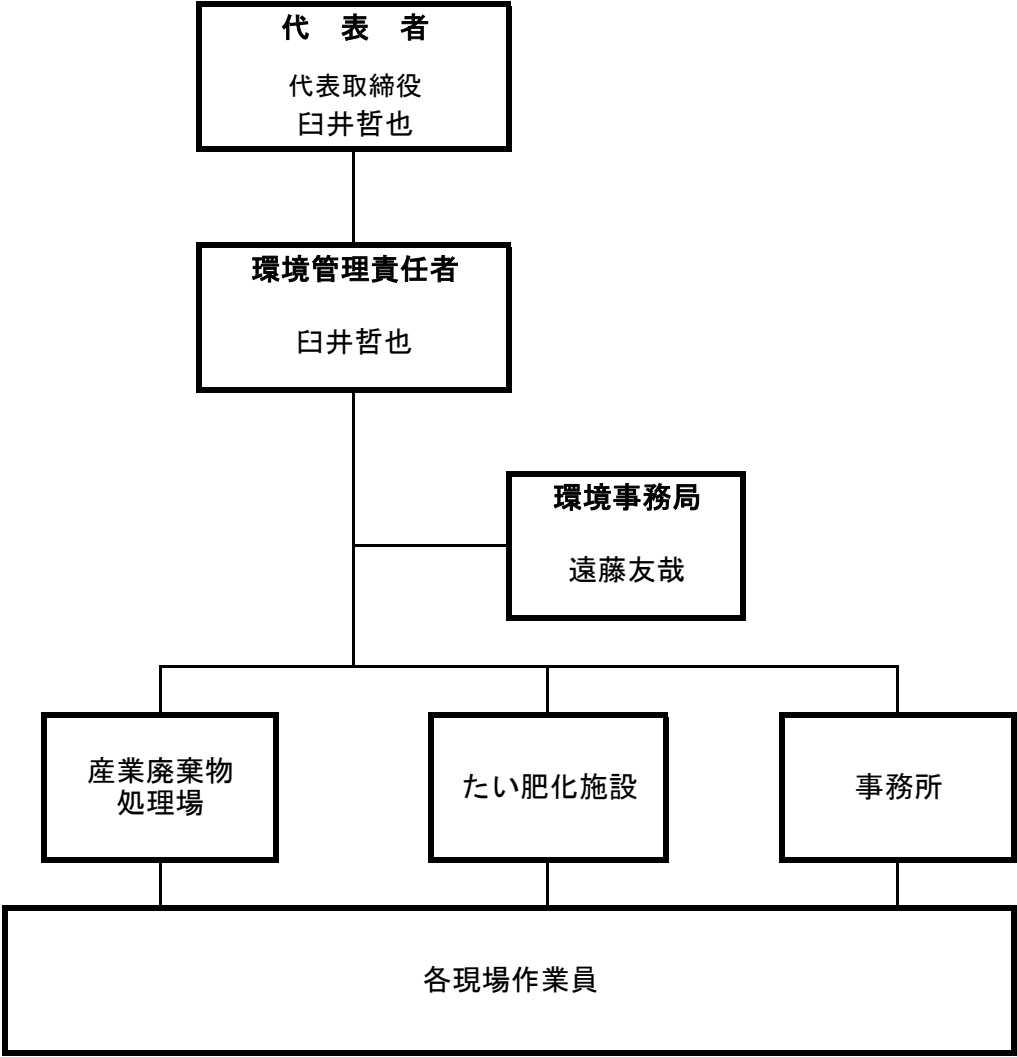 代　表　者
代表取締役
臼井哲也
環境管理責任者
臼井哲也
環境事務局
遠藤友哉
産業廃棄物
処理場
たい肥化施設
事務所
各現場作業員